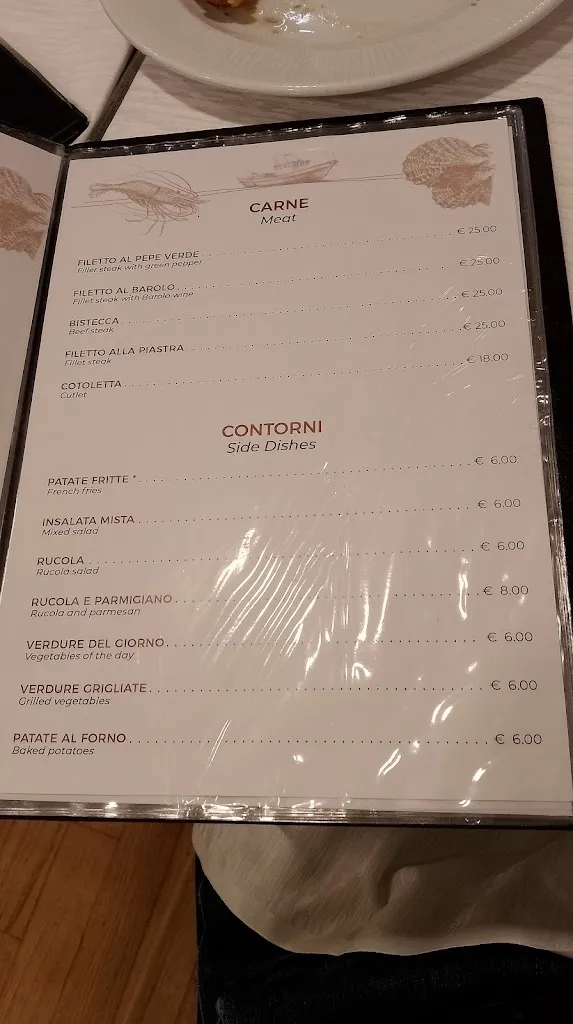 CARNE
Meat
FILETTO AL PEPE VERDE € 25.00
Filler steak with green pepper
FILETTO AL BAROLO € 25.00
Fillet steak with Barolo wine
BISTECCA € 25.00
Beef steak
FILETTO ALLA PIASTRA € 25.00
Fillet steak
COTOLETTA € 18.00
Cutlet
CONTORNI
Side Dishes
PATATE FRITTE * € 6.00
French fries
INSALATA MISTA € 6.00
Mixed salad
RUCOLA € 6.00
Rucola salad
RUCOLA E PARMIGIANO € 8.00
Rucola and parmesan
VERDURE DEL GIORNO € 6.00
Vegetables of the day
VERDURE GRIGLIATE € 6.00
Grilled vegetables
PATATE AL FORNO € 6.00
Baked potatoes